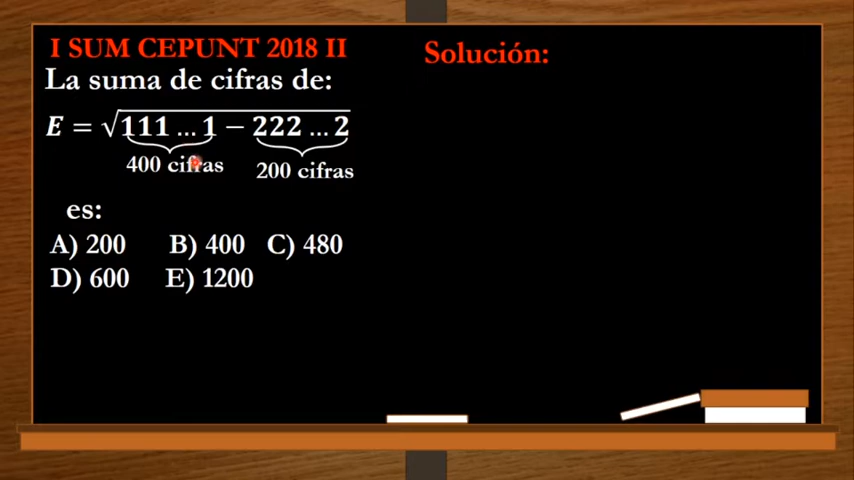 I SUM CEPUNT 2018 II
La suma de cifras de:
E = √111 ... 1 − 222 ... 2
400 cifras 200 cifras
es:
A) 200 B) 400 C) 480
D) 600 E) 1200
Solución: